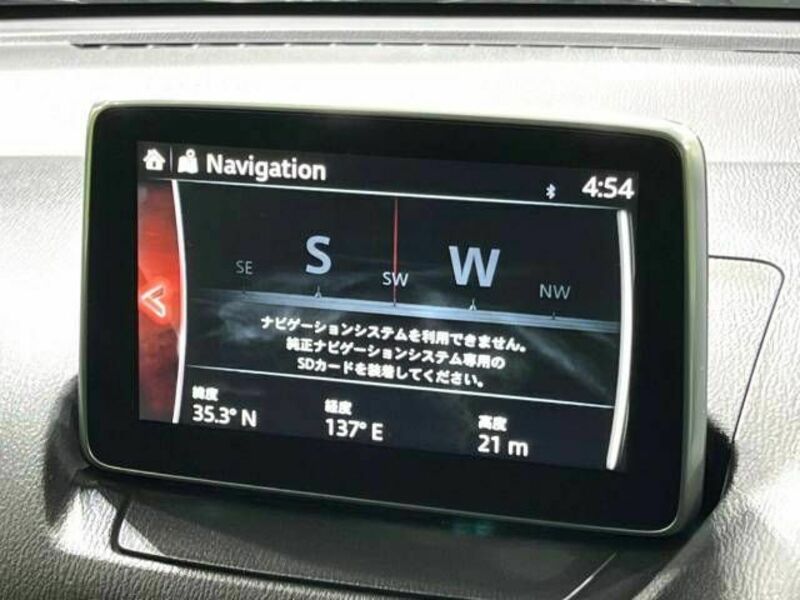 Navigation
4:54
SE S SW W NW
ナビゲーションシステムを利用できません。
純正ナビゲーションシステム専用の
SDカードを装着してください。
緯度 経度 高度
35.3° N 137° E 21 m